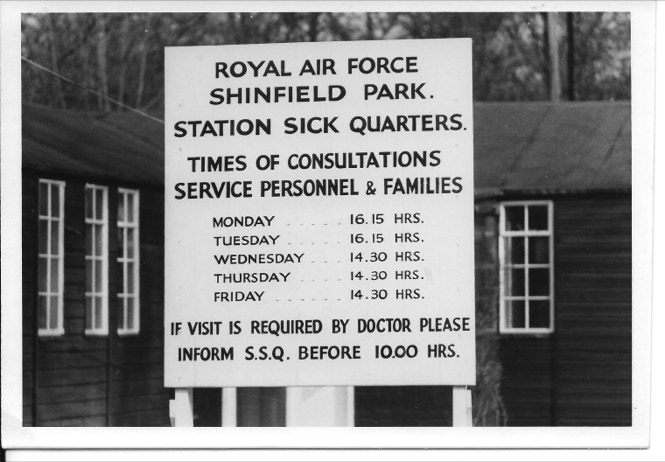 ROYAL AIR FORCE
SHINFIELD PARK.
STATION SICK QUARTERS.
TIMES OF CONSULTATIONS
SERVICE PERSONNEL & FAMILIES
MONDAY ...... 16.15 HRS.
TUESDAY ..... 16.15 HRS.
WEDNESDAY .... 14.30 HRS.
THURSDAY .... 14.30 HRS.
FRIDAY ...... 14.30 HRS.
IF VISIT IS REQUIRED BY DOCTOR PLEASE
INFORM S.S.Q. BEFORE 10.00 HRS.